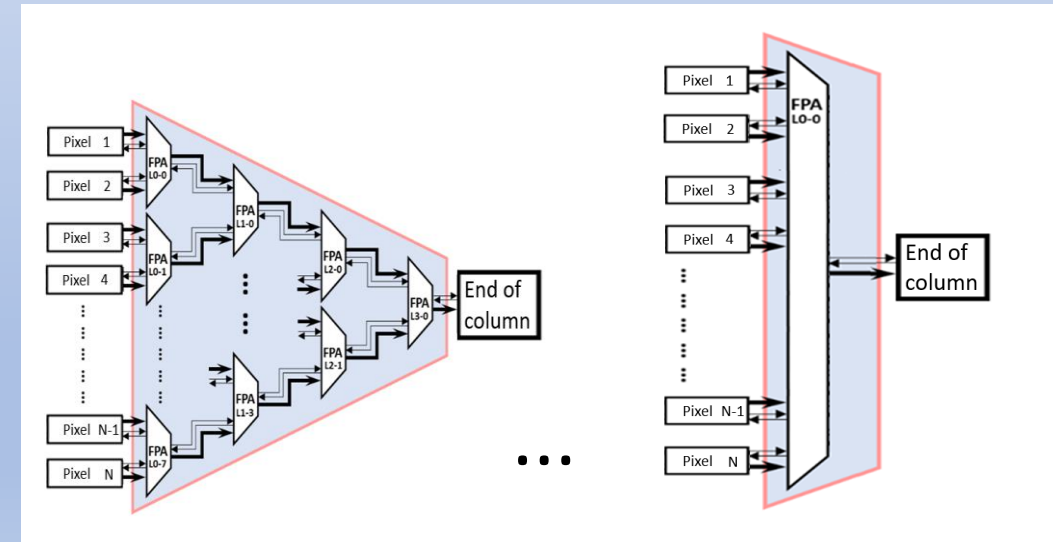 Pixel 1
Pixel 2
Pixel 3
Pixel 4
Pixel N-1
Pixel N
FPA
L0-0
FPA
L0-1
FPA
L0-7
FPA
L1-0
FPA
L1-3
FPA
L2-0
FPA
L2-1
FPA
L3-0
End of
column
...
Pixel 1
Pixel 2
Pixel 3
Pixel 4
Pixel N-1
Pixel N
FPA
L0-0
End of
column